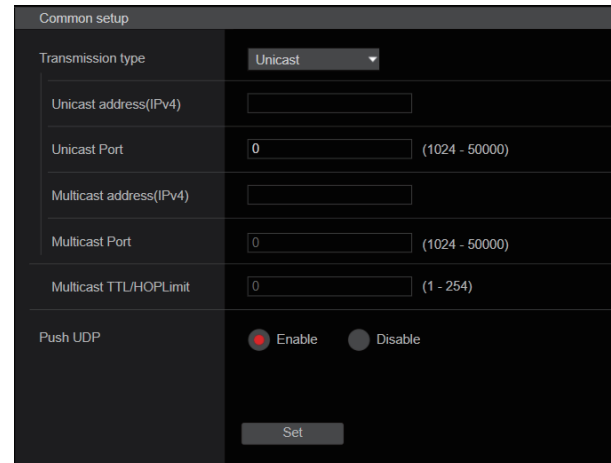 Common setup
Transmission type Unicast
Unicast address(IPv4)
Unicast Port 0 (1024 - 50000)
Multicast address(IPv4)
Multicast Port 0 (1024 - 50000)
Multicast TTL/HOPLimit 0 (1 - 254)
Push UDP Enable Disable
Set